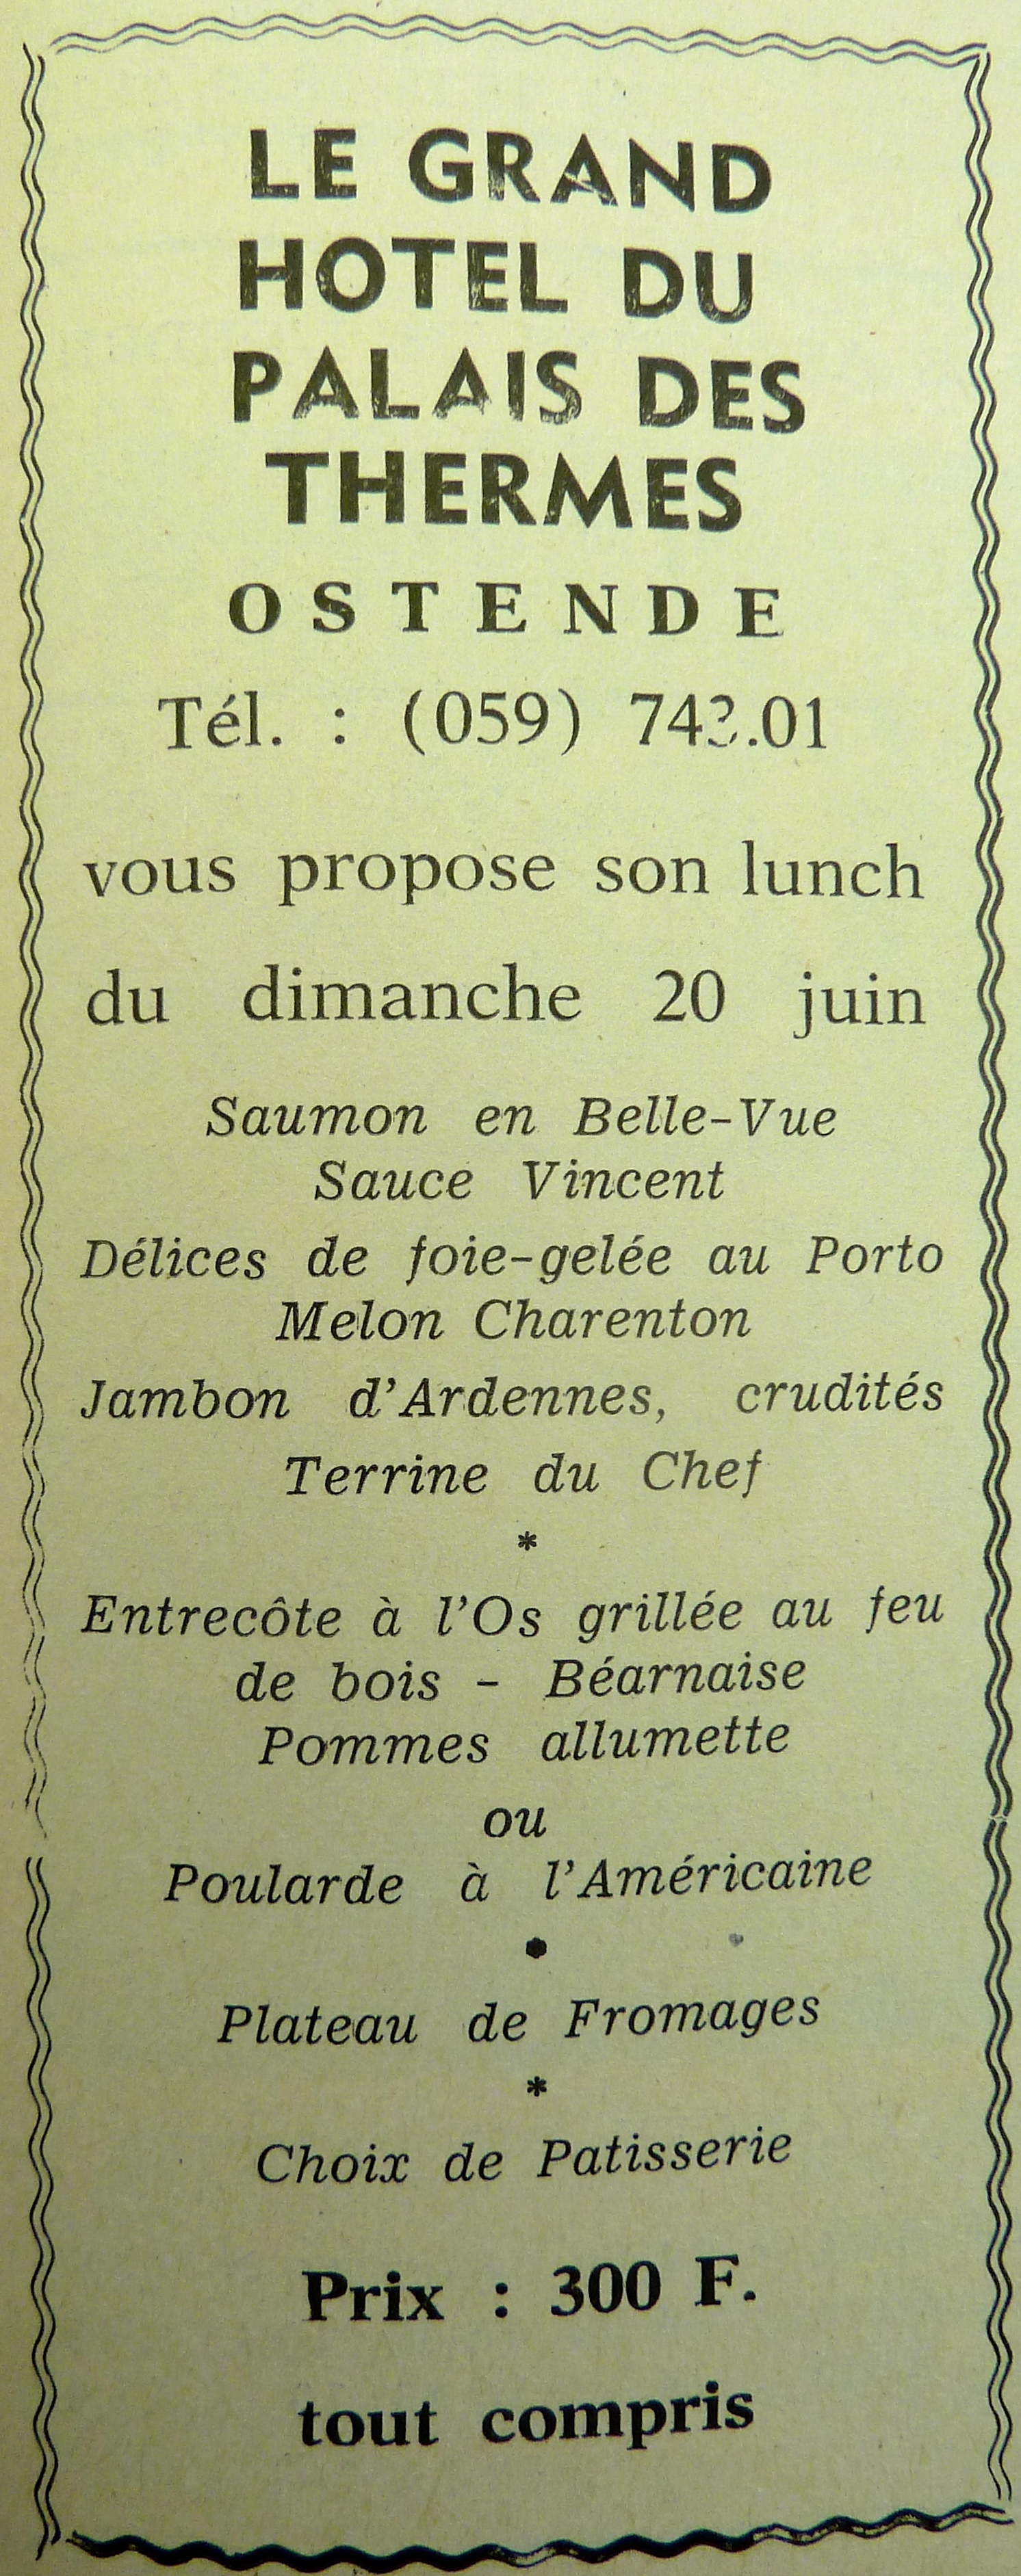 LE GRAND
HOTEL DU
PALAIS DES
THERMES
OSTENDE
Tél. : (059)
vous propose son lunch
du dimanche 20 juin
Saumon en Belle-Vue
Sauce Vincent
Délices de foie-gelée au Porto
Melon Charenton
Jambon d'Ardennes, crudités
Terrine du Chef
*
Entrecôte à l'Os grillée au feu
de bois - Béarnaise
Pommes allumette
ou
Poularde à l'Américaine
•
Plateau de Fromages
*
Choix de Patisserie
Prix : 300 F.
tout compris